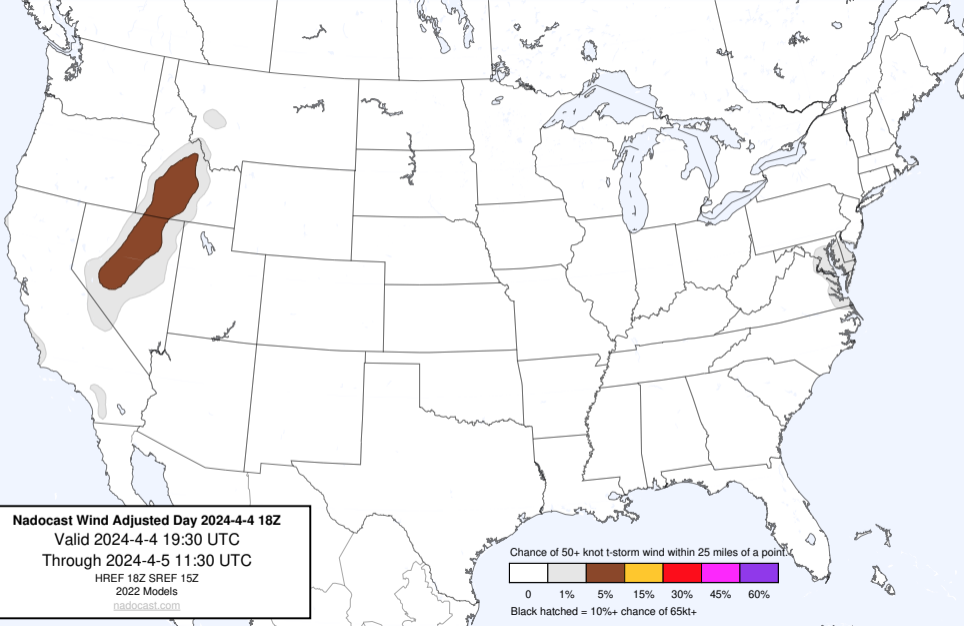 Nadocast Wind Adjusted Day 2024-4-4 18Z
Valid 2024-4-4 19:30 UTC
Through 2024-4-5 11:30 UTC
HREF 18Z SREF 15Z
2022 Models
nadocast.com
Chance of 50+ knot t-storm wind within 25 miles of a point.
0 1% 5% 15% 30% 45% 60%
Black hatched = 10%+ chance of 65kt+